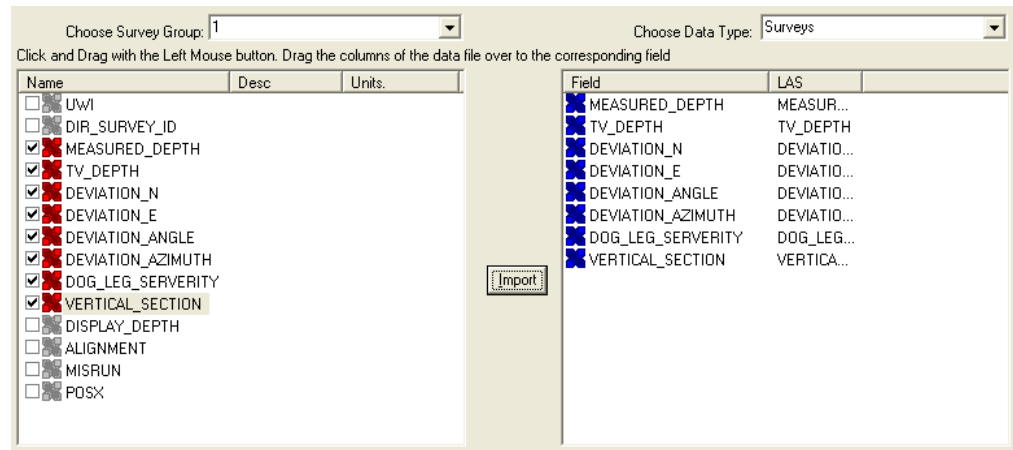 Choose Survey Group: 1
Choose Data Type: Surveys
Click and Drag with the Left Mouse button. Drag the columns of the data file over to the corresponding field
Name Desc Units.
UWI
DIR_SURVEY_ID
MEASURED_DEPTH
TV_DEPTH
DEVIATION_N
DEVIATION_E
DEVIATION_ANGLE
DEVIATION_AZIMUTH
DOG_LEG_SERVERITY
VERTICAL_SECTION
DISPLAY_DEPTH
ALIGNMENT
MISRUN
POSX
Import
Field LAS
MEASURED_DEPTH MEASUR...
TV_DEPTH TV_DEPTH
DEVIATION_N DEVIATIO...
DEVIATION_E DEVIATIO...
DEVIATION_ANGLE DEVIATIO...
DEVIATION_AZIMUTH DEVIATIO...
DOG_LEG_SERVERITY DOG_LEG...
VERTICAL_SECTION VERTICA...